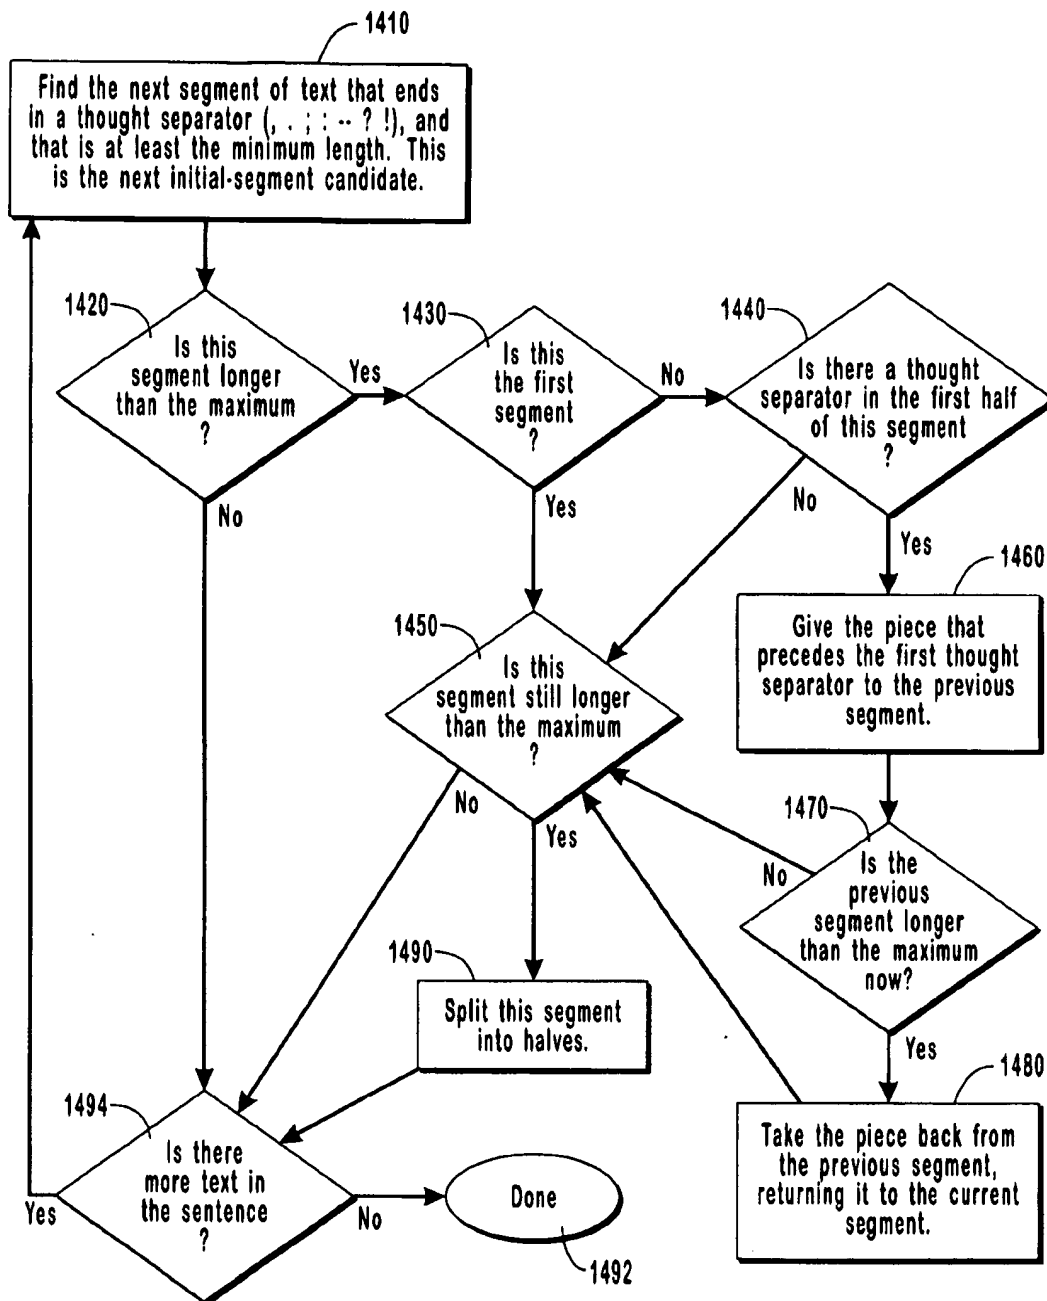 1410
Find the next segment of text that ends
in a thought separator (, . ; : -- ? !), and
that is at least the minimum length. This
is the next initial-segment candidate.
1420
Is this
segment longer
than the maximum
?
Yes
No
1430
Is this
the first
segment
?
No
Yes
1440
Is there a thought
separator in the first half
of this segment
?
No
Yes
1450
Is this
segment still longer
than the maximum
?
No
Yes
1460
Give the piece that
precedes the first thought
separator to the previous
segment.
1470
Is the
previous
segment longer
than the maximum
now?
No
Yes
1480
Take the piece back from
the previous segment,
returning it to the current
segment.
1490
Split this segment
into halves.
1494
Is there
more text in
the sentence
?
Yes
No
Done
1492